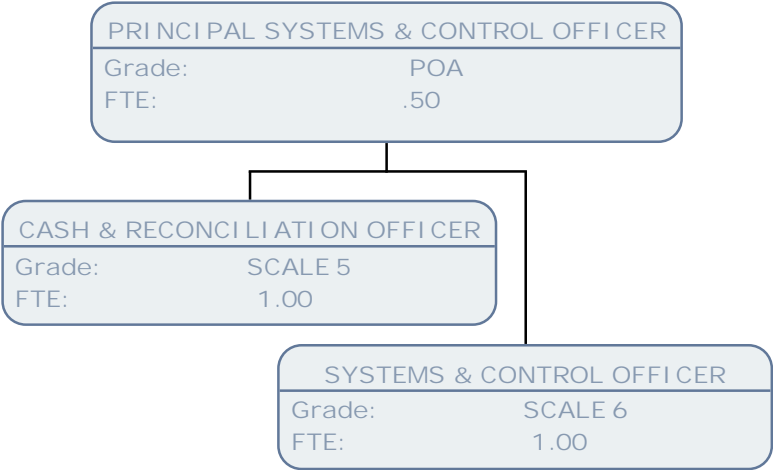 PRINCIPAL SYSTEMS & CONTROL OFFICER
Grade: POA
FTE: .50
CASH & RECONCILIATION OFFICER
Grade: SCALE 5
FTE: 1.00
SYSTEMS & CONTROL OFFICER
Grade: SCALE 6
FTE: 1.00